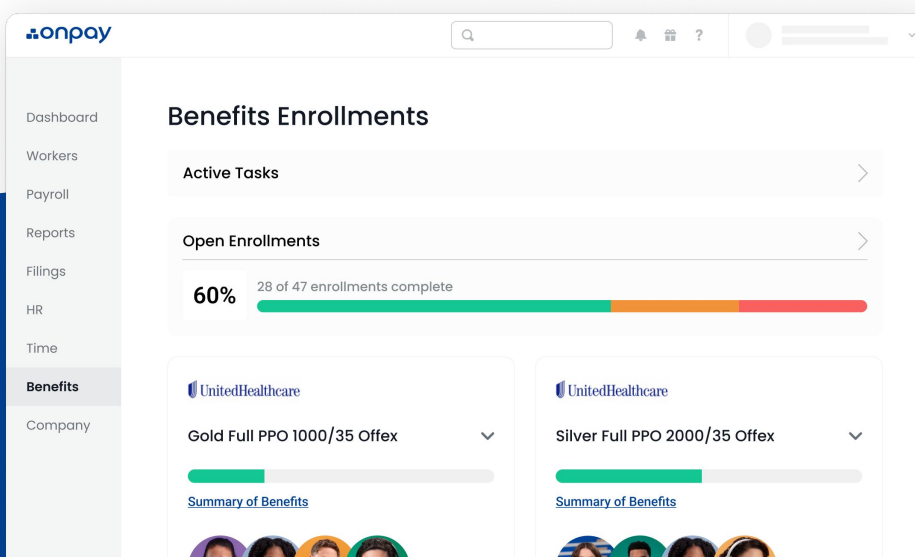 onpay
?
Dashboard
Workers
Payroll
Reports
Filings
HR
Time
Benefits
Company
Benefits Enrollments
Active Tasks
Open Enrollments
60%
28 of 47 enrollments complete
UnitedHealthcare
Gold Full PPO 1000/35 Offex
Summary of Benefits
UnitedHealthcare
Silver Full PPO 2000/35 Offex
Summary of Benefits